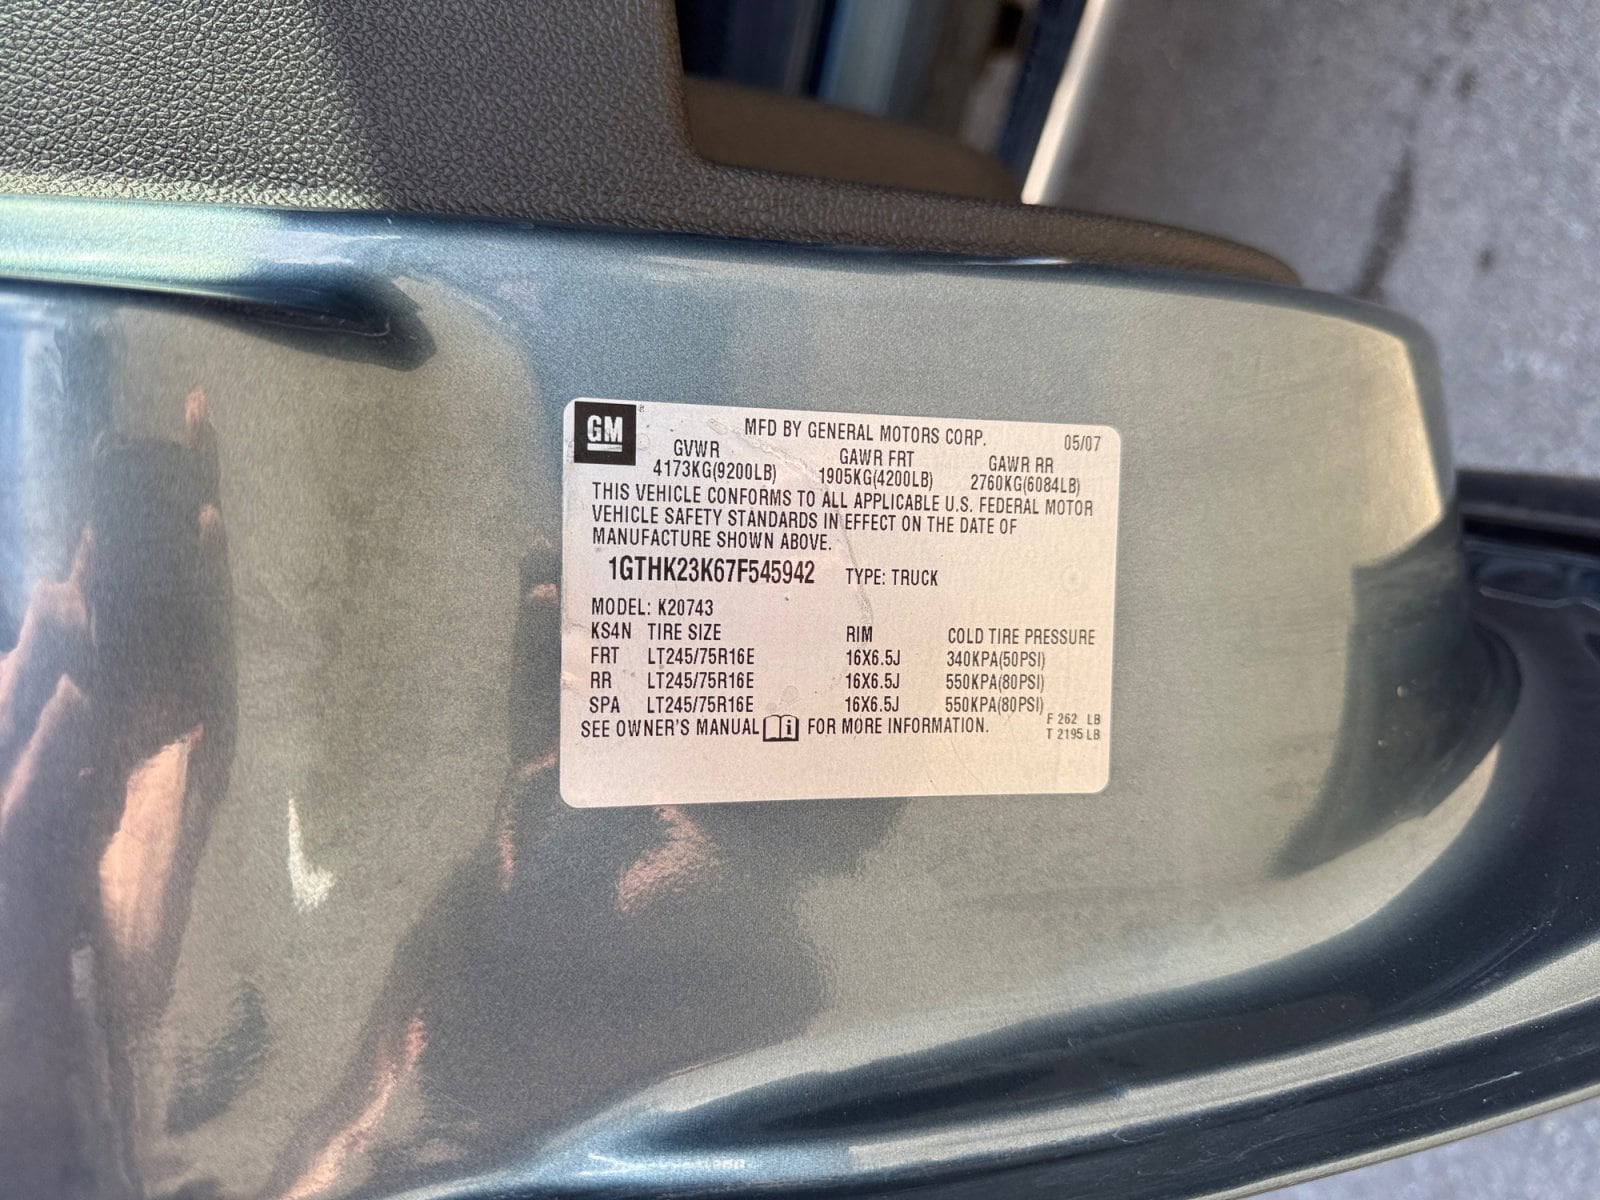 GM
MFD BY GENERAL MOTORS CORP. 05/07
GVWR GAWR FRT GAWR RR
4173KG(9200LB) 1905KG(4200LB) 2760KG(6084LB)
THIS VEHICLE CONFORMS TO ALL APPLICABLE U.S. FEDERAL MOTOR
VEHICLE SAFETY STANDARDS IN EFFECT ON THE DATE OF
MANUFACTURE SHOWN ABOVE.
1GTHK23K67F545942 TYPE: TRUCK
MODEL: K20743
KS4N TIRE SIZE RIM COLD TIRE PRESSURE
FRT LT245/75R16E 16X6.5J 340KPA(50PSI)
RR LT245/75R16E 16X6.5J 550KPA(80PSI)
SPA LT245/75R16E 16X6.5J 550KPA(80PSI)
SEE OWNER'S MANUAL i FOR MORE INFORMATION.
F 262 LB
T 2195 LB